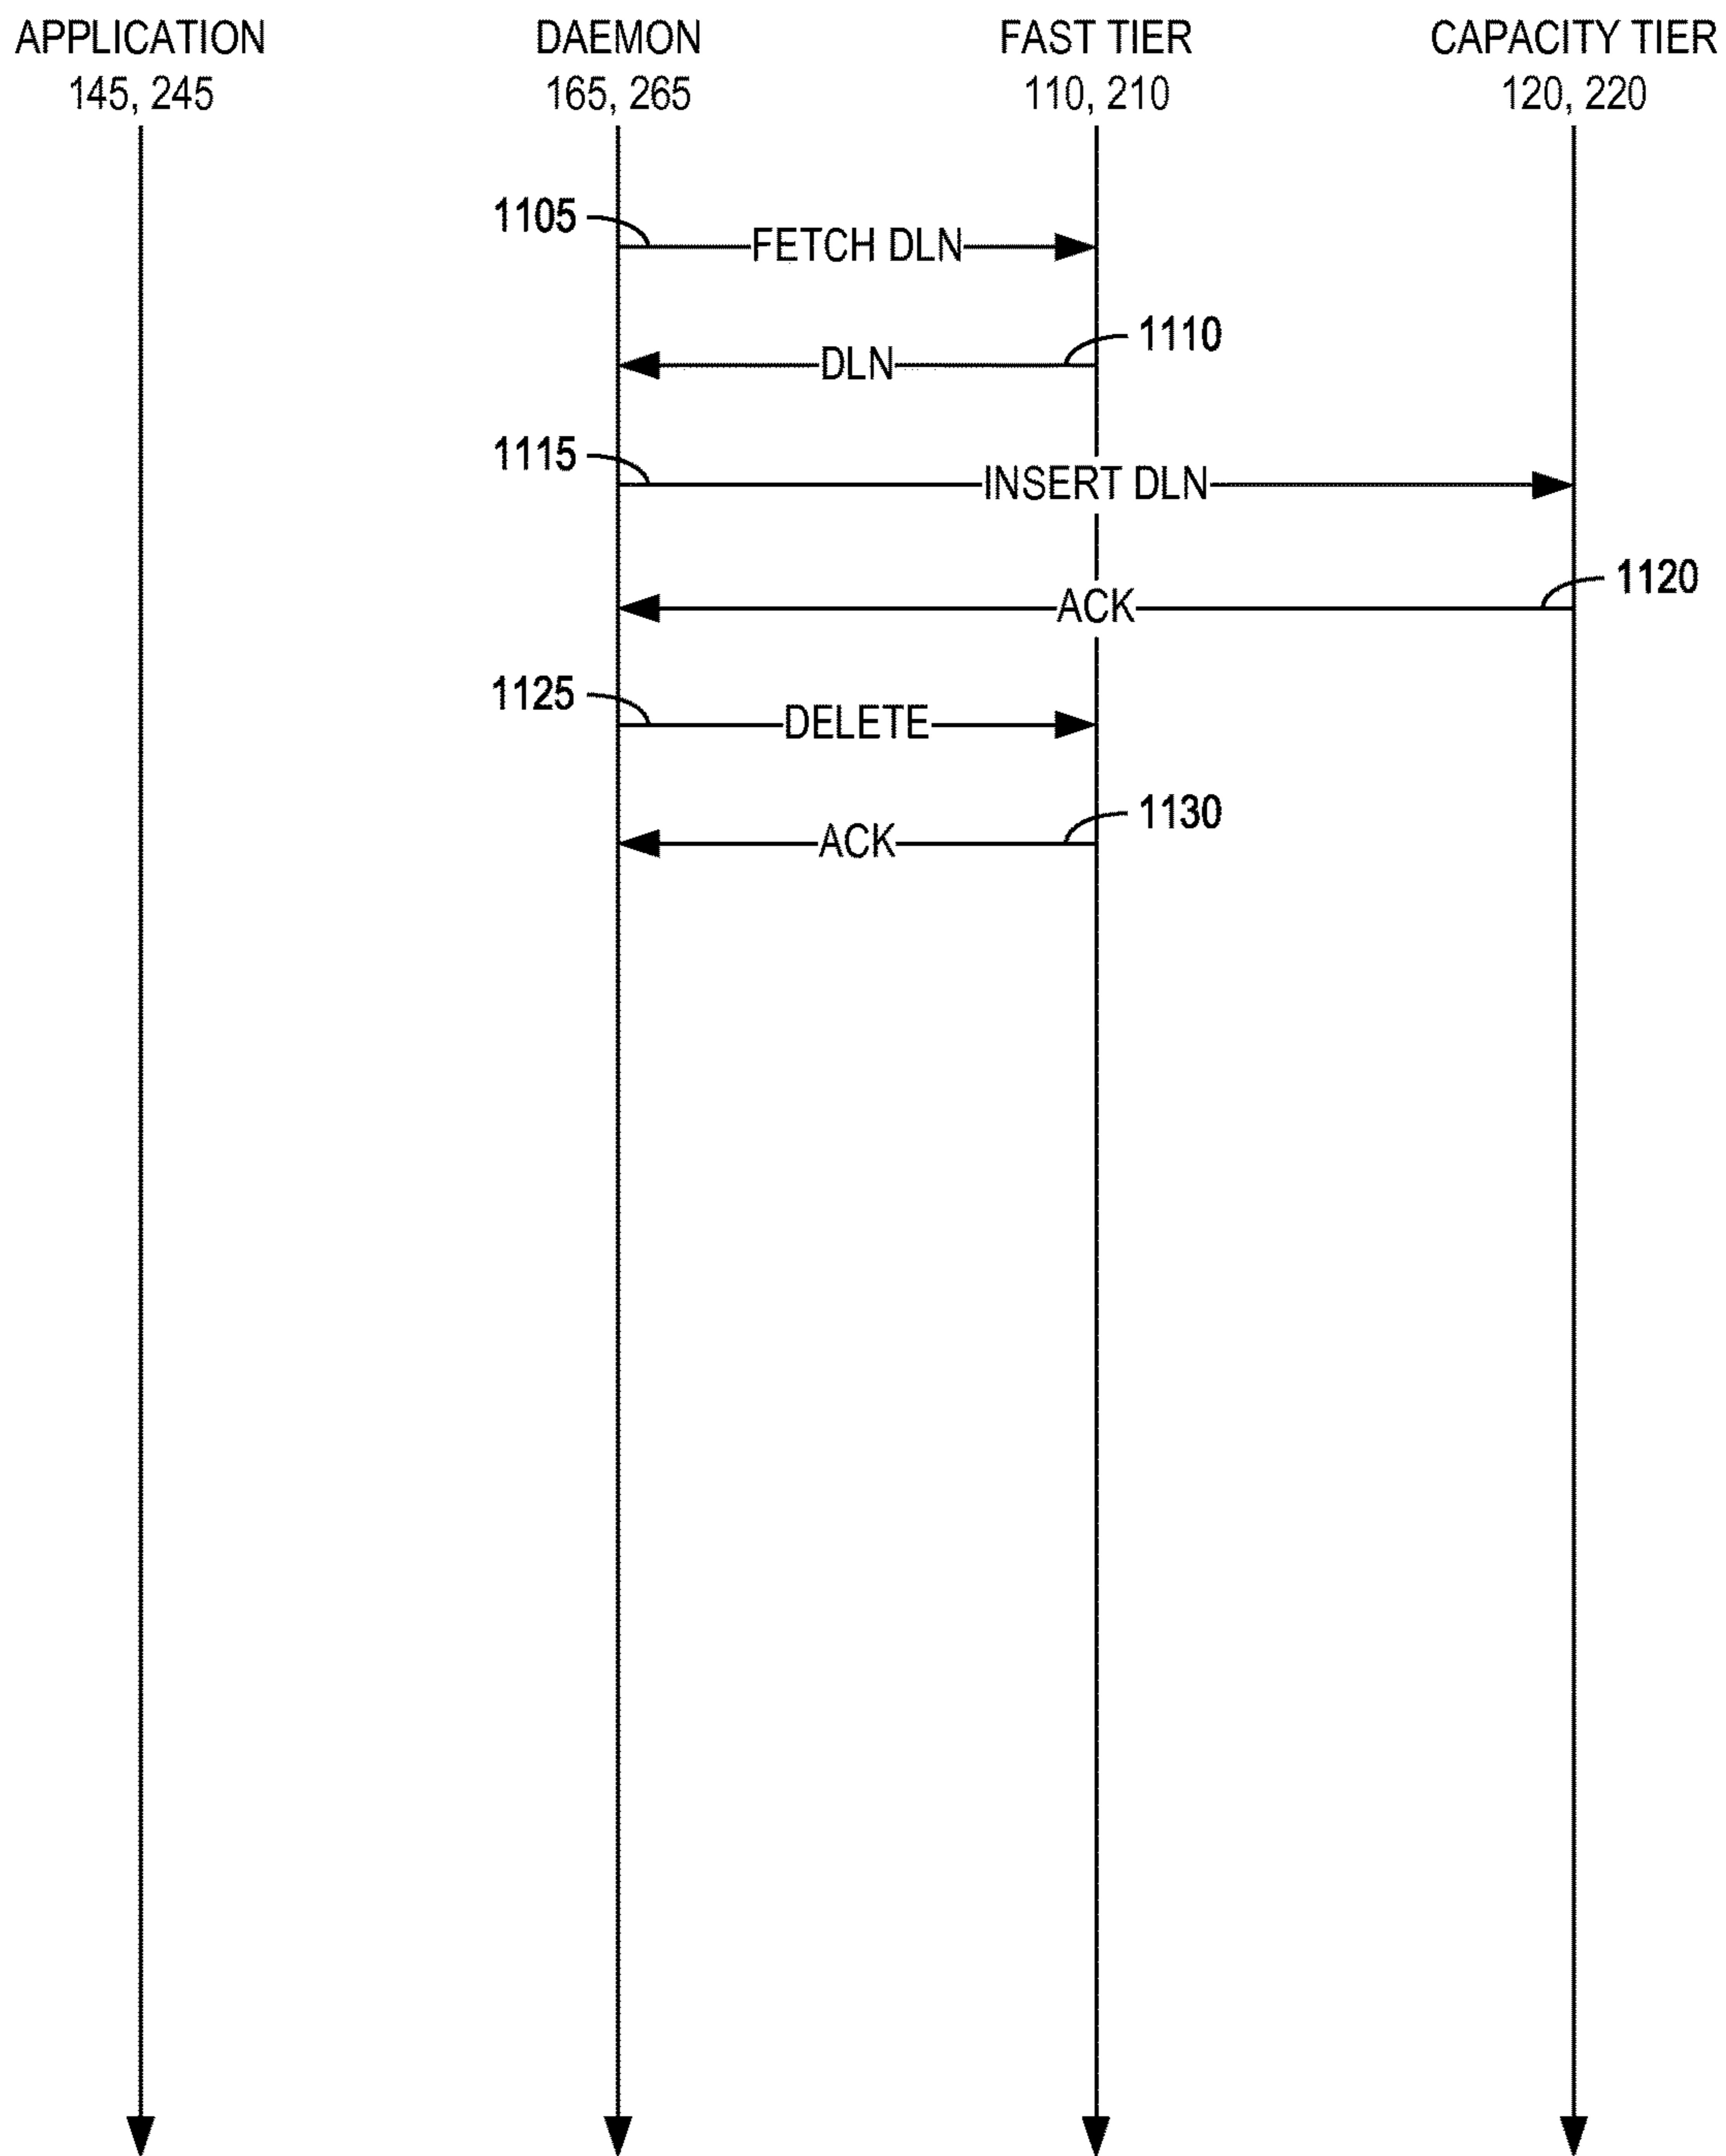 APPLICATION
145, 245
DAEMON
165, 265
FAST TIER
110, 210
CAPACITY TIER
120, 220
1105
FETCH DLN
1110
DLN
1115
INSERT DLN
1120
ACK
1125
DELETE
1130
ACK